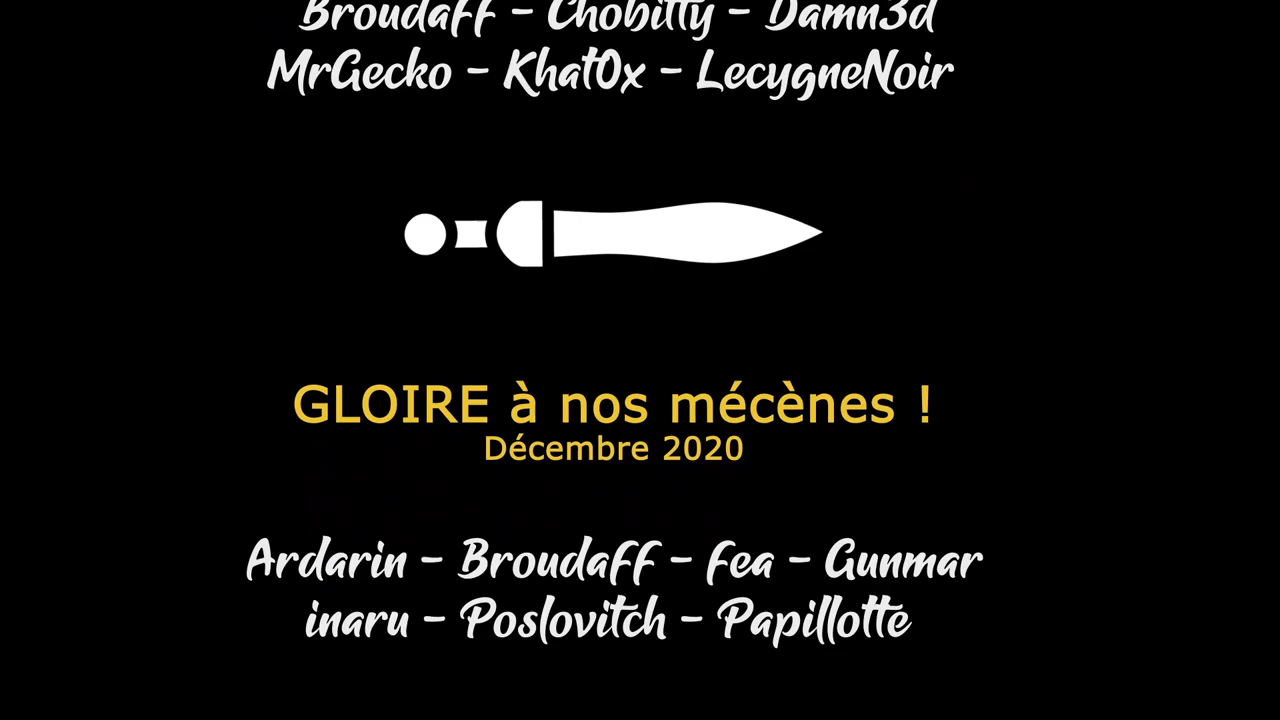 Broudaff - Chobitty - Damn3d
MrGecko - Khat0x - LecygneNoir
GLOIRE à nos mécènes !
Décembre 2020
Ardarin - Broudaff - Fea - Gunmar
inaru - Poslovitch - Papillotte